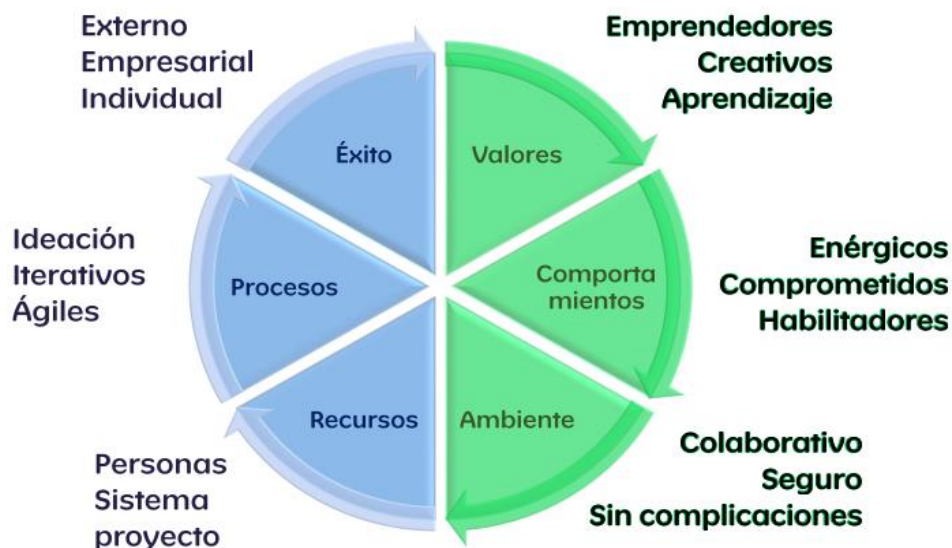 Externo
Empresarial
Individual
Emprendedores
Creativos
Aprendizaje
Éxito
Valores
Ideación
Iterativos
Ágiles
Procesos
Comporta
mientos
Enérgicos
Comprometidos
Habilitadores
Recursos
Ambiente
Personas
Sistema
proyecto
Colaborativo
Seguro
Sin complicaciones